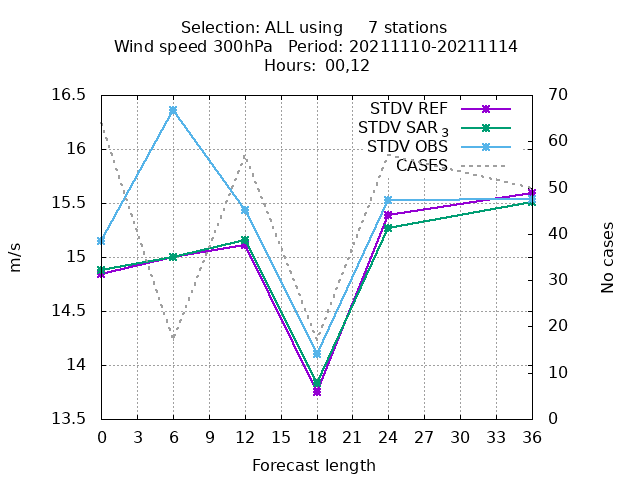 Selection: ALL using 7 stations
Wind speed 300hPa Period: 20211110-20211114
Hours: 00,12
STDV REF
STDV SAR 3
STDV OBS
CASES
16.5
16
15.5
15
14.5
14
13.5
70
60
50
40
30
20
10
0
m/s
No cases
0 3 6 9 12 15 18 21 24 27 30 33 36
Forecast length